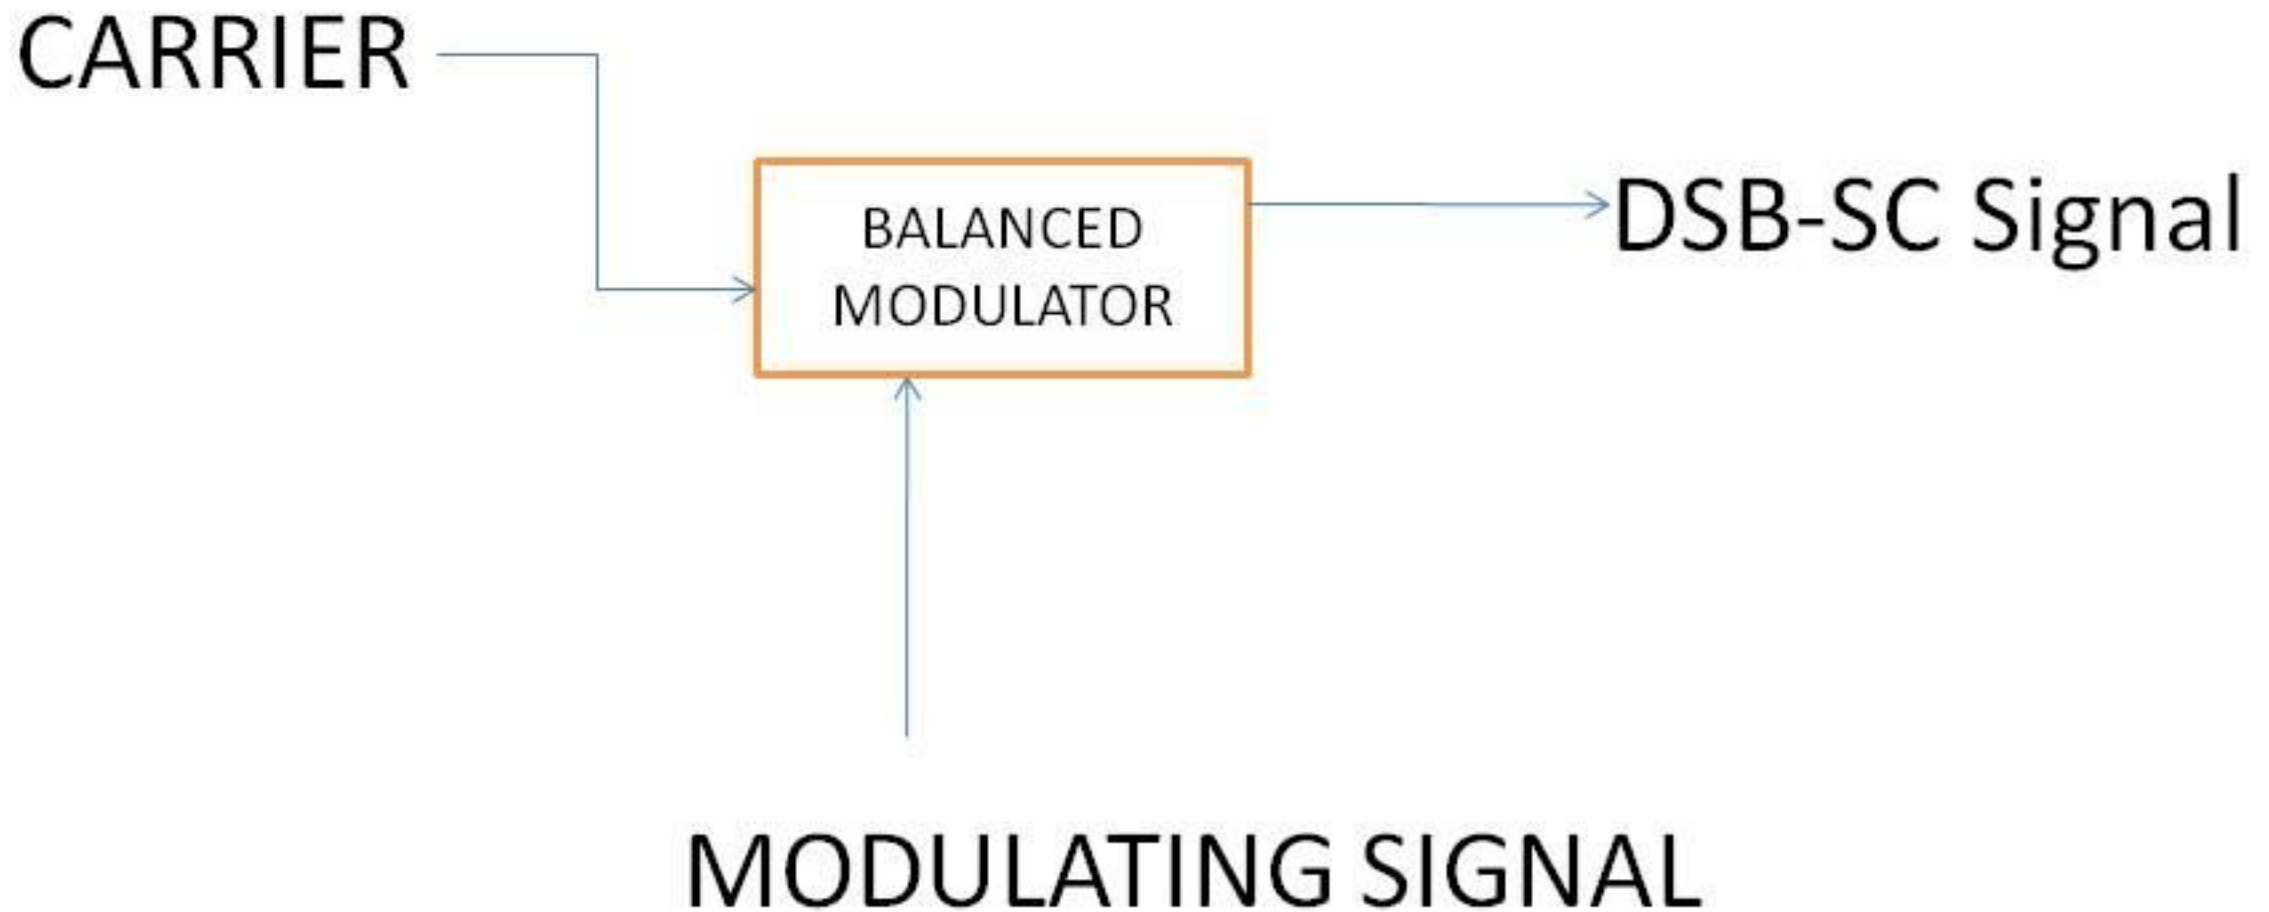 CARRIER
BALANCED
MODULATOR
DSB-SC Signal
MODULATING SIGNAL